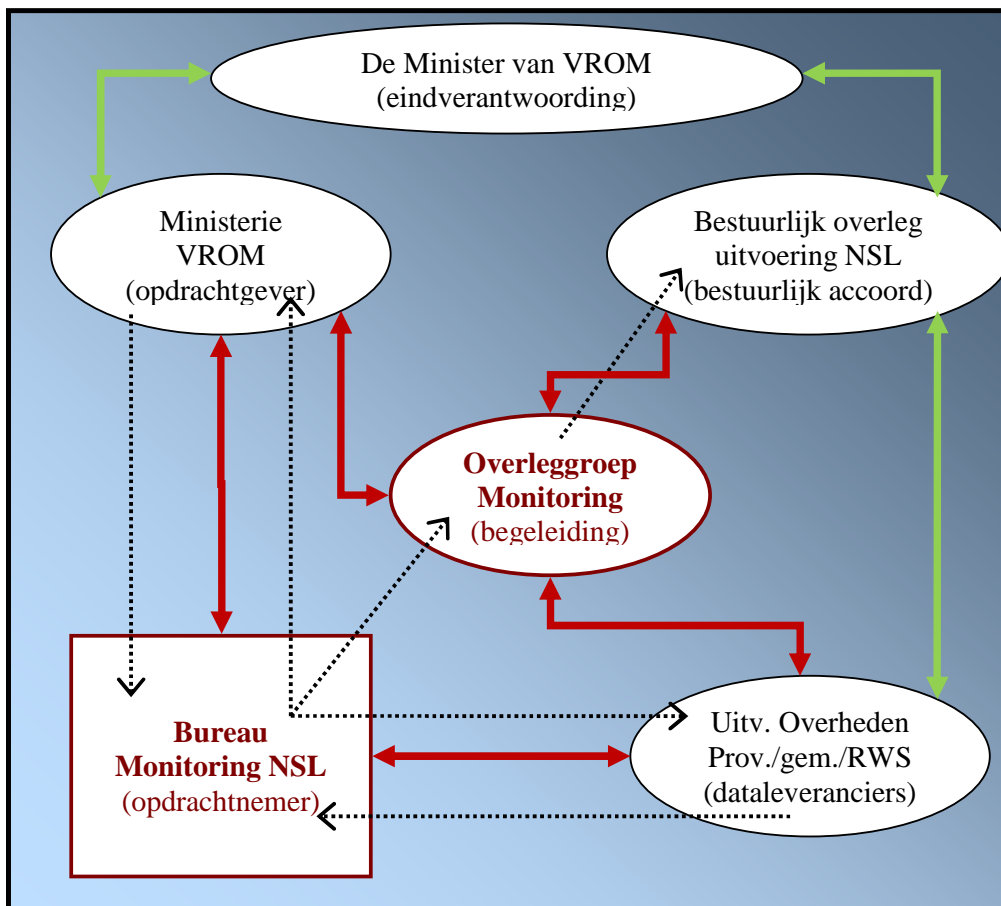 De Minister van VROM
(eindverantwoording)
Ministerie
VROM
(opdrachtgever)
Bestuurlijk overleg
uitvoering NSL
(bestuurlijk accoord)
Overleggroep
Monitoring
(begeleiding)
Bureau
Monitoring NSL
(opdrachtnemer)
Uitv. Overheden
Prov./gem./RWS
(dataleveranciers)